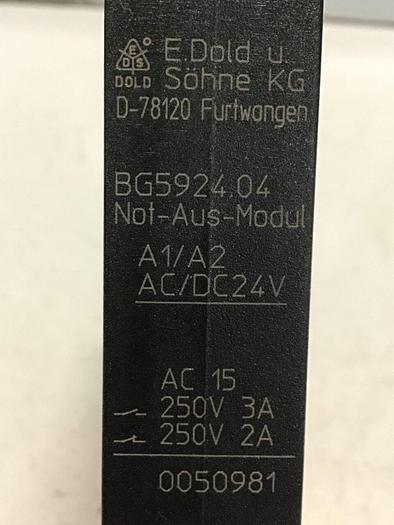 E
D S
DOLD
E.Dold u.
Söhne KG
D-78120 Furtwangen
BG5924.04
Not-Aus-Modul
A1/A2
AC/DC24V
AC 15
250V 3A
250V 2A
0050981